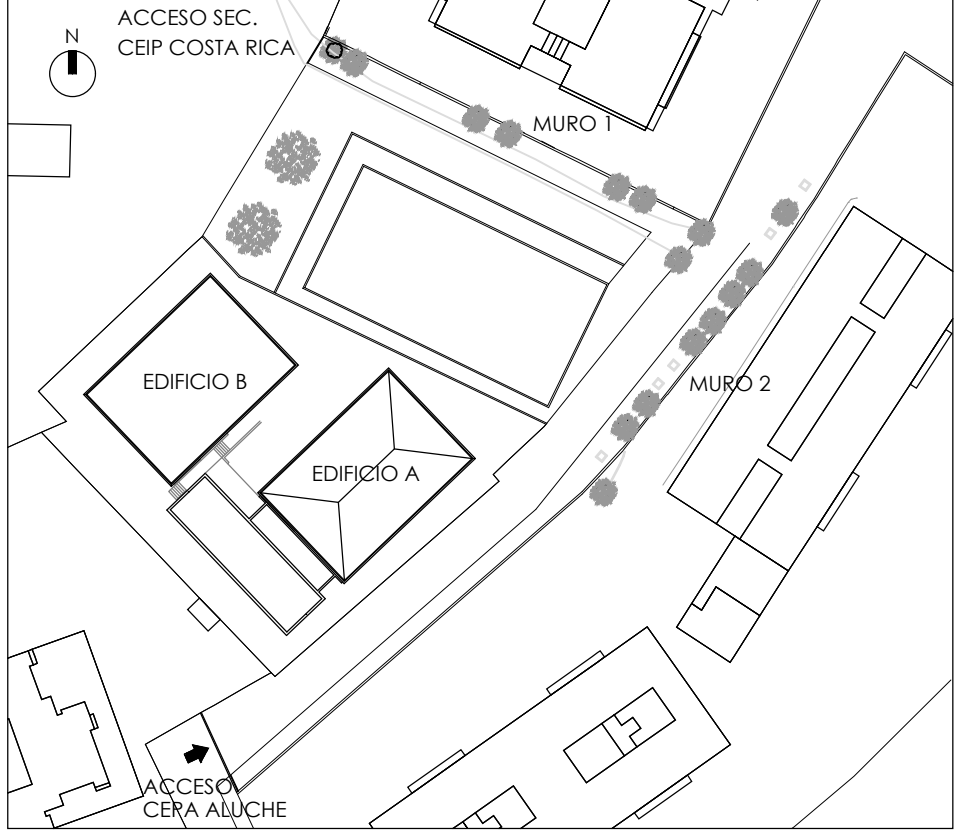 ACCESO SEC.
CEIP COSTA RICA
N
MURO 1
EDIFICIO B
MURO 2
EDIFICIO A
ACCESO
CEPA ALUCHE